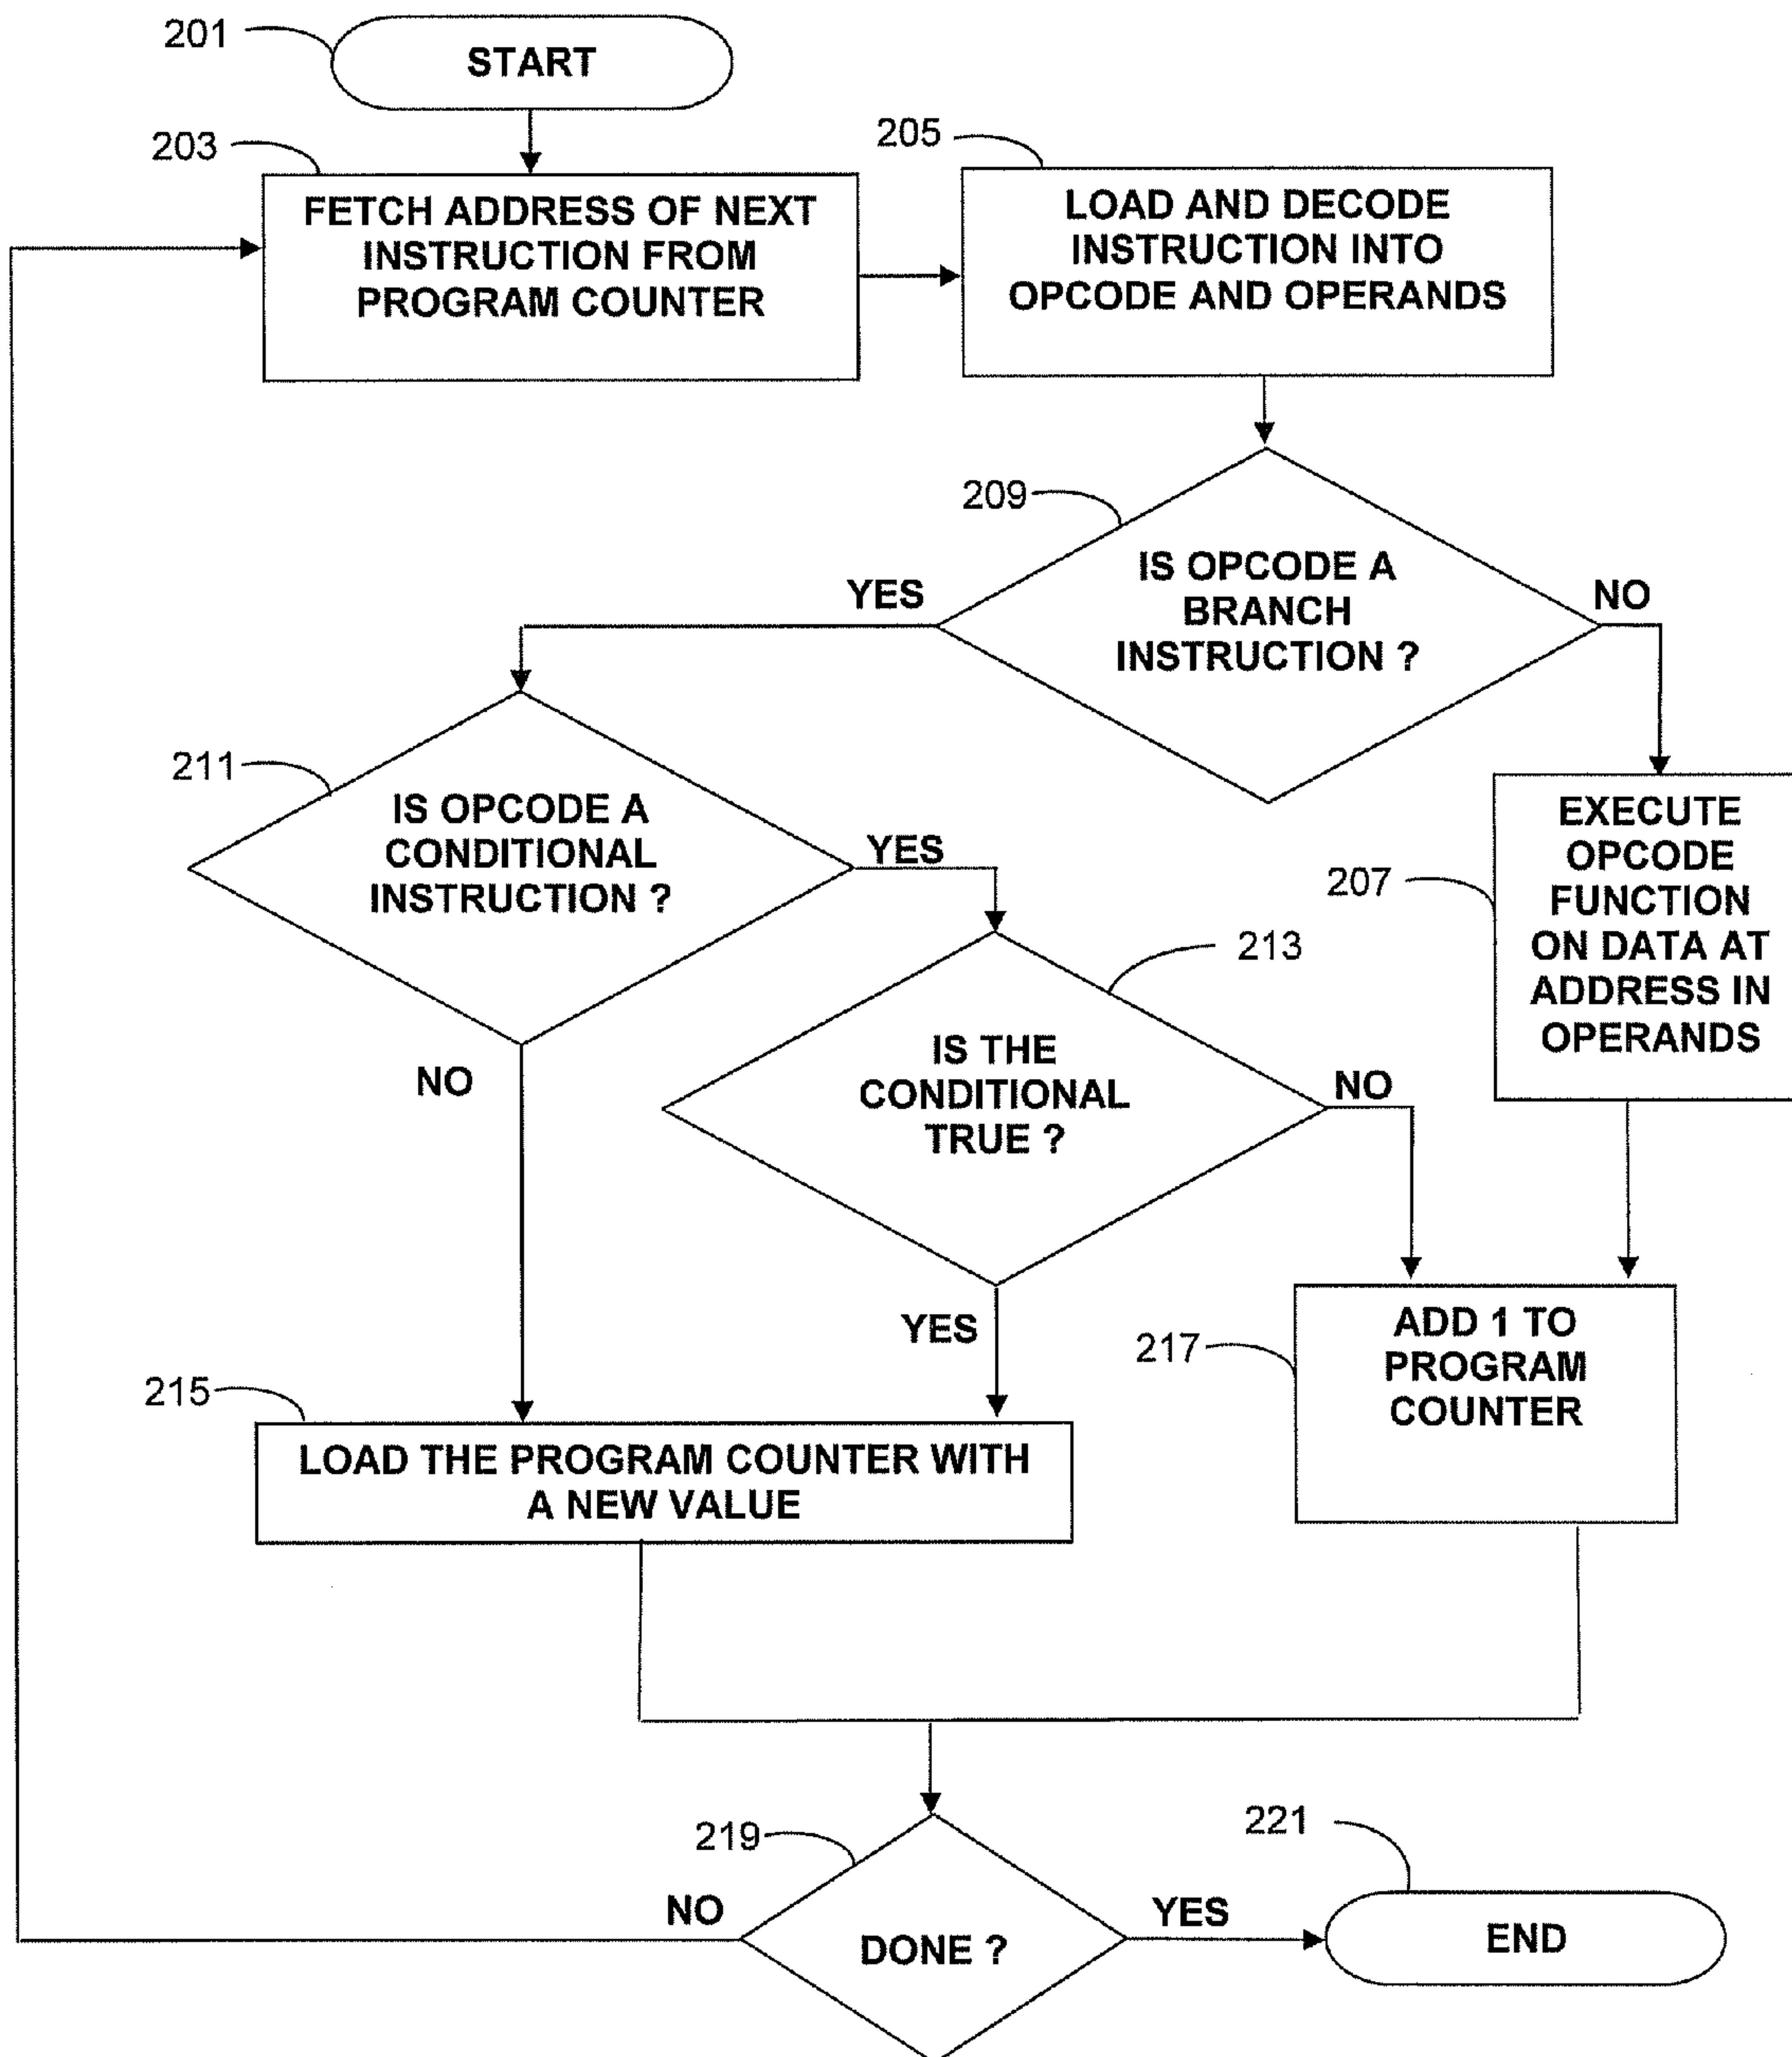 201
START
203
FETCH ADDRESS OF NEXT
INSTRUCTION FROM
PROGRAM COUNTER
205
LOAD AND DECODE
INSTRUCTION INTO
OPCODE AND OPERANDS
209
IS OPCODE A
BRANCH
INSTRUCTION ?
YES
NO
211
IS OPCODE A
CONDITIONAL
INSTRUCTION ?
YES
NO
207
EXECUTE
OPCODE
FUNCTION
ON DATA AT
ADDRESS IN
OPERANDS
213
IS THE
CONDITIONAL
TRUE ?
NO
YES
215
LOAD THE PROGRAM COUNTER WITH
A NEW VALUE
217
ADD 1 TO
PROGRAM
COUNTER
219
DONE ?
NO
YES
221
END